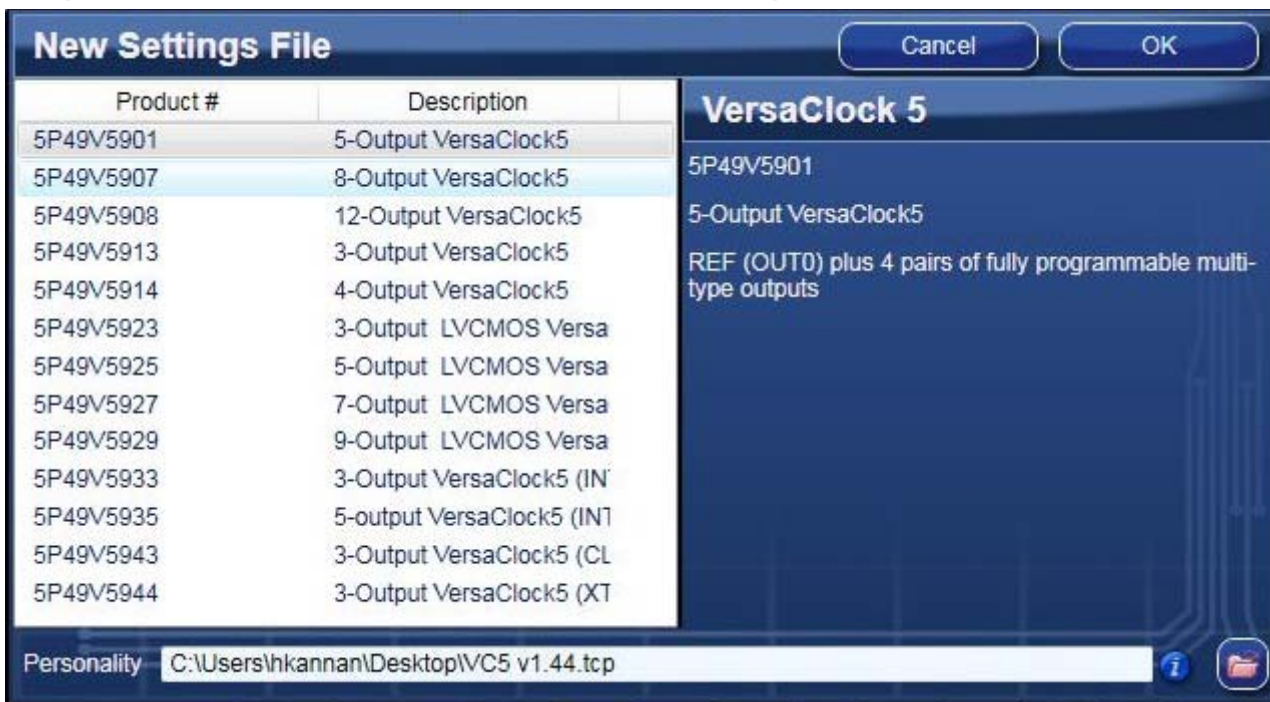 New Settings File
Cancel
OK
Product #
Description
5P49V5901
5-Output VersaClock5
5P49V5907
8-Output VersaClock5
5P49V5908
12-Output VersaClock5
5P49V5913
3-Output VersaClock5
5P49V5914
4-Output VersaClock5
5P49V5923
3-Output LVCMOS Versa
5P49V5925
5-Output LVCMOS Versa
5P49V5927
7-Output LVCMOS Versa
5P49V5929
9-Output LVCMOS Versa
5P49V5933
3-Output VersaClock5 (IN
5P49V5935
5-output VersaClock5 (INT
5P49V5943
3-Output VersaClock5 (CL
5P49V5944
3-Output VersaClock5 (XT
VersaClock 5
5P49V5901
5-Output VersaClock5
REF (OUT0) plus 4 pairs of fully programmable multi-
type outputs
Personality
C:\Users\hkannan\Desktop\VC5 v1.44.tcp